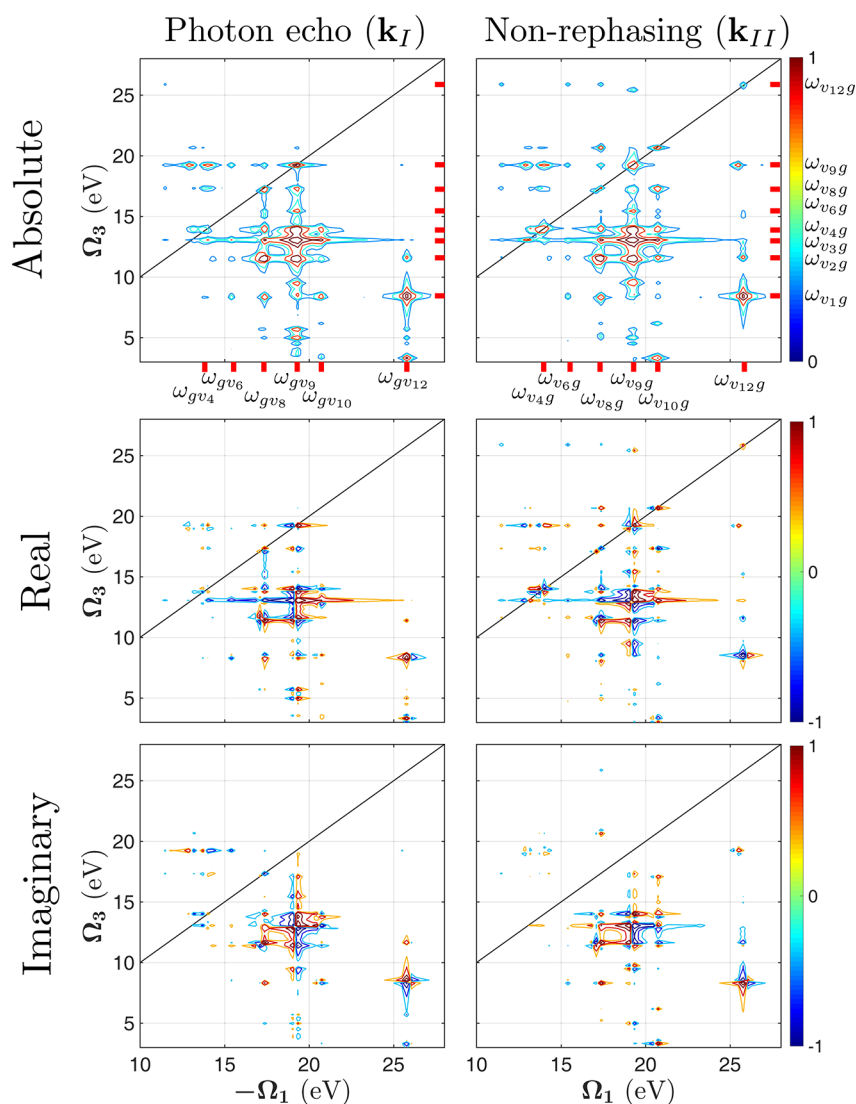 Photon echo (k_I) Non-rephasing (k_II)
Absolute
Ω₃ (eV)
25
20
15
10
5
1
0
ω_{v₁₂g}
ω_{v₉g}
ω_{v₈g}
ω_{v₆g}
ω_{v₄g}
ω_{v₃g}
ω_{v₂g}
ω_{v₁g}
ω_{gv₄} ω_{gv₆} ω_{gv₈} ω_{gv₉} ω_{gv₁₀} ω_{gv₁₂}
ω_{v₄g} ω_{v₆g} ω_{v₈g} ω_{v₉g} ω_{v₁₀g} ω_{v₁₂g}
Real
Ω₃ (eV)
25
20
15
10
5
1
0
-1
Imaginary
Ω₃ (eV)
25
20
15
10
5
1
0
-1
10 15 20 25
15 20 25
−Ω₁ (eV) Ω₁ (eV)